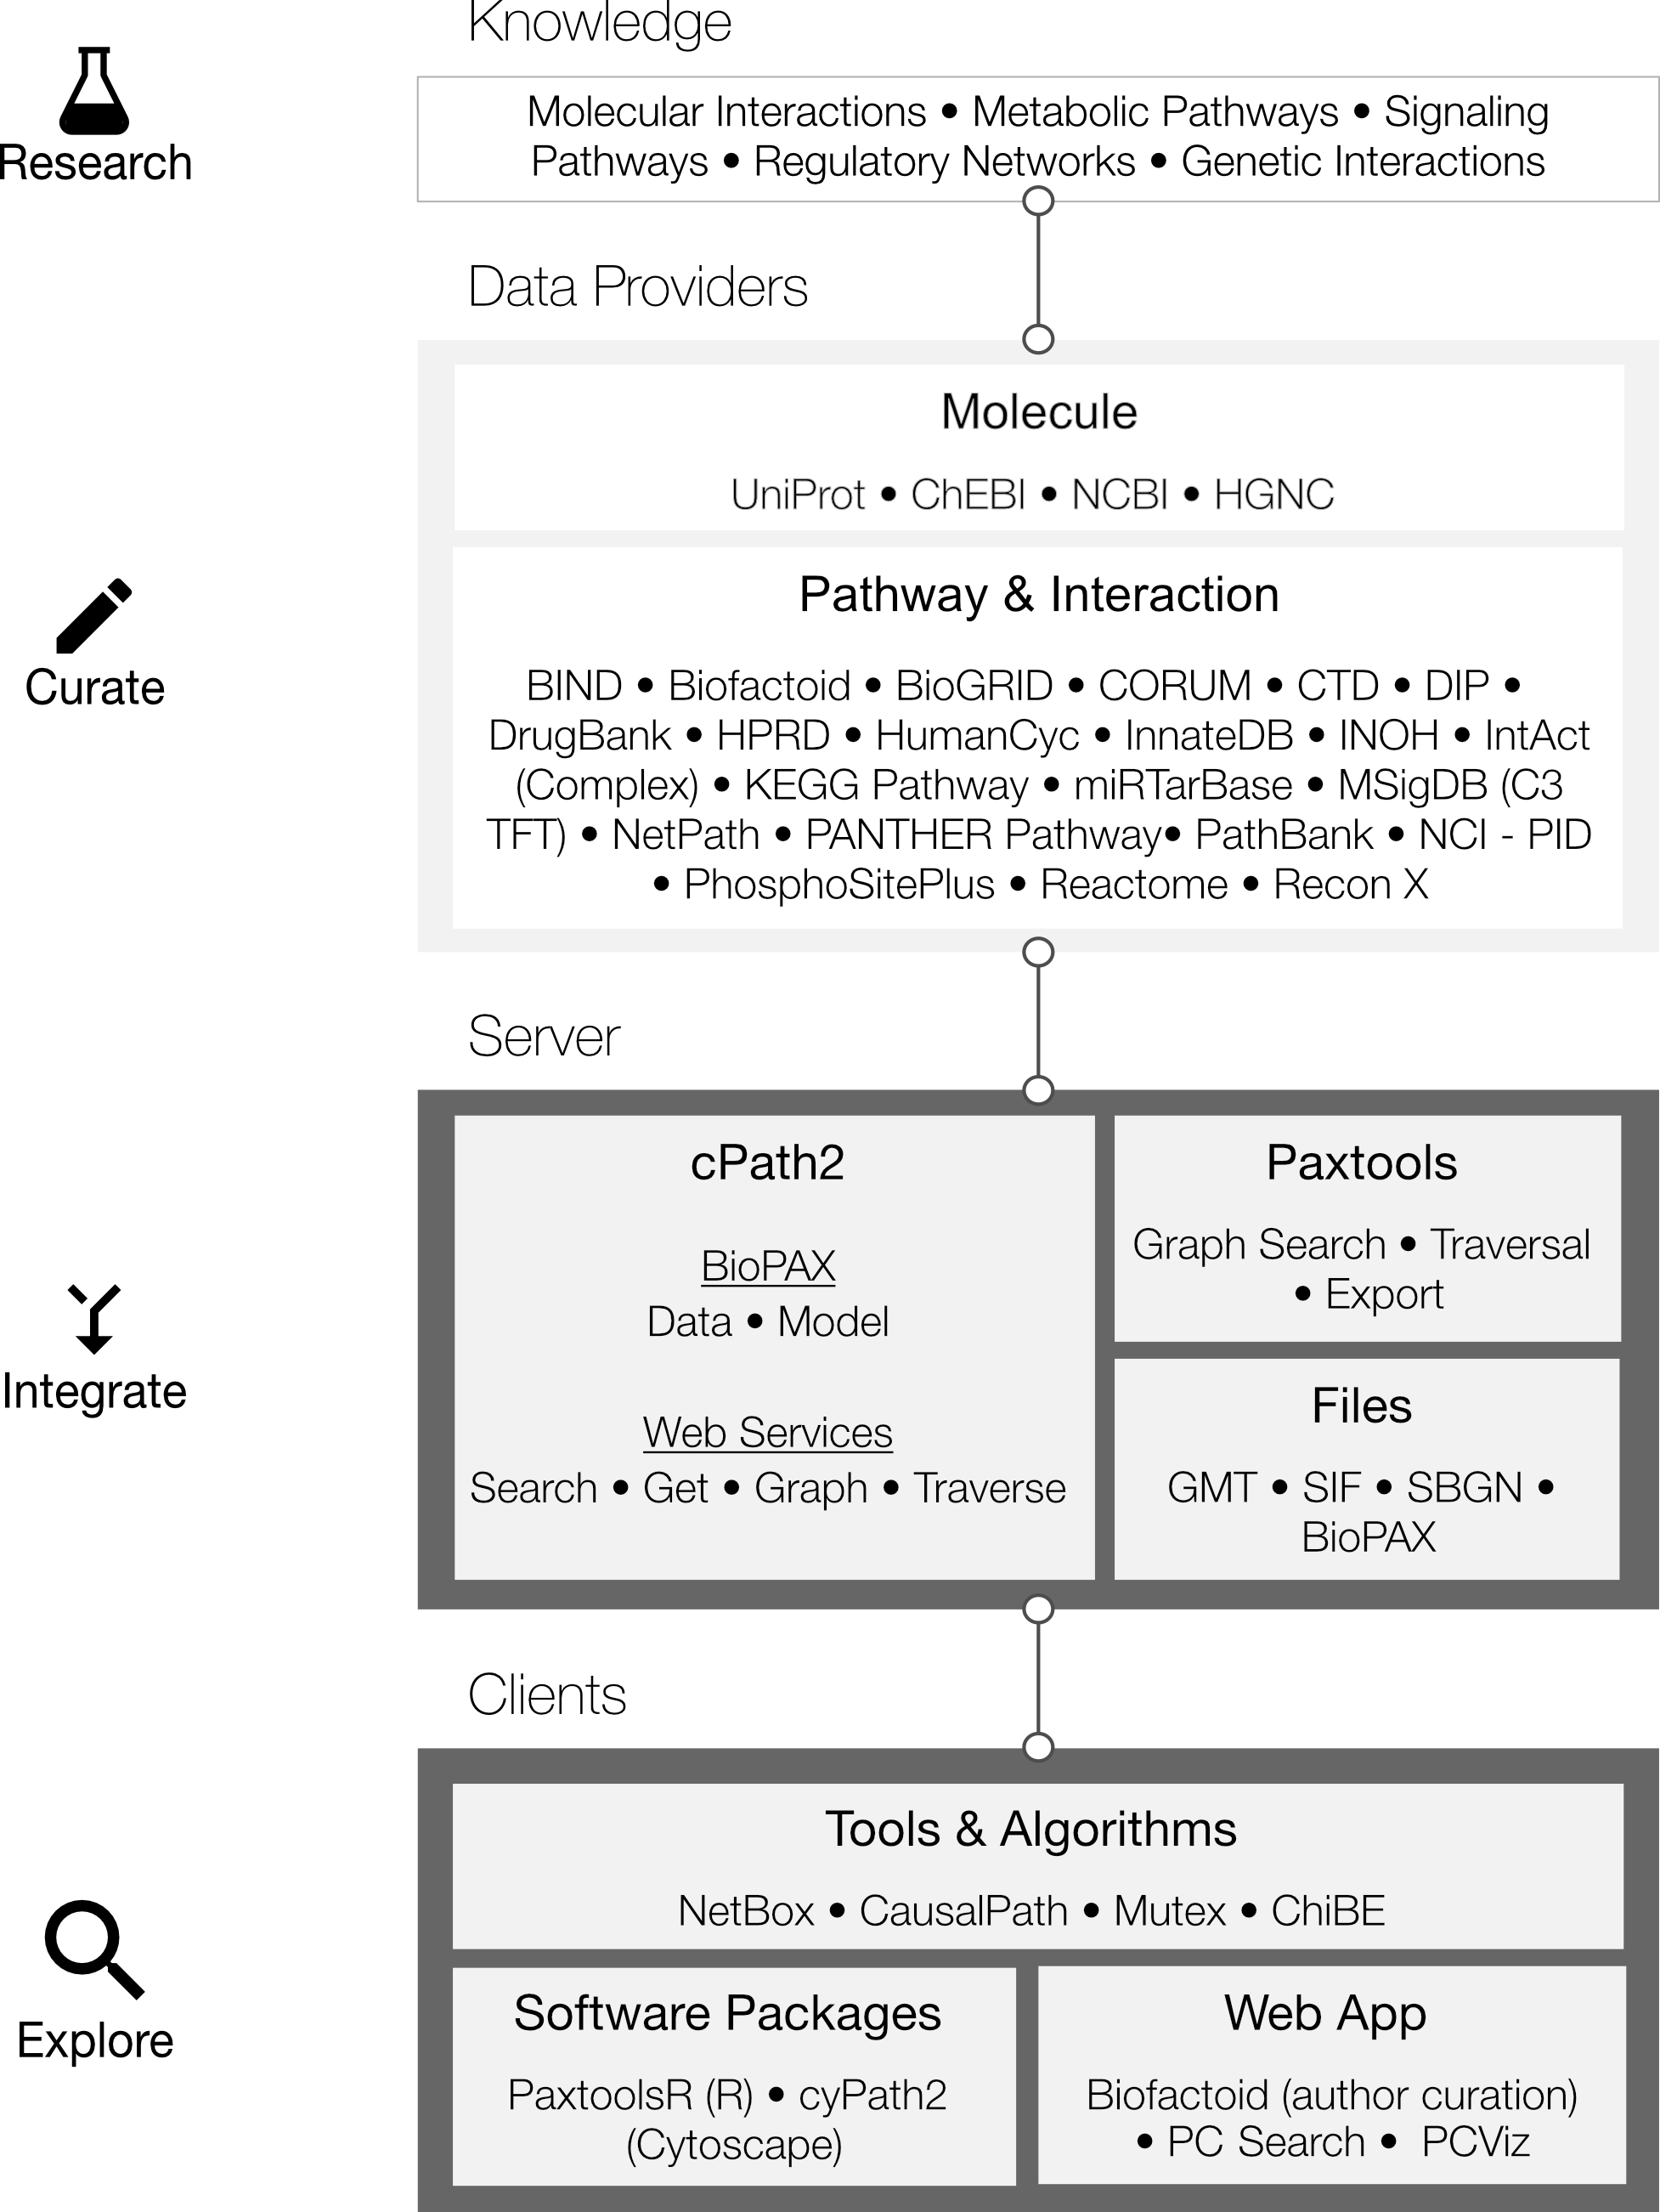 Knowledge
Molecular Interactions • Metabolic Pathways • Signaling
Pathways • Regulatory Networks • Genetic Interactions
Research
Data Providers
Molecule
UniProt • ChEBI • NCBI • HGNC
Pathway & Interaction
BIND • Biofactoid • BioGRID • CORUM • CTD • DIP •
DrugBank • HPRD • HumanCyc • InnateDB • INOH • IntAct
(Complex) • KEGG Pathway • miRTarBase • MSigDB (C3
TFT) • NetPath • PANTHER Pathway• PathBank • NCI - PID
• PhosphoSitePlus • Reactome • Recon X
Curate
Server
cPath2
BioPAX
Data • Model
Web Services
Search • Get • Graph • Traverse
Paxtools
Graph Search • Traversal
• Export
Files
GMT • SIF • SBGN •
BioPAX
Integrate
Clients
Tools & Algorithms
NetBox • CausalPath • Mutex • ChiBE
Software Packages
PaxtoolsR (R) • cyPath2
(Cytoscape)
Web App
Biofactoid (author curation)
• PC Search • PCViz
Explore